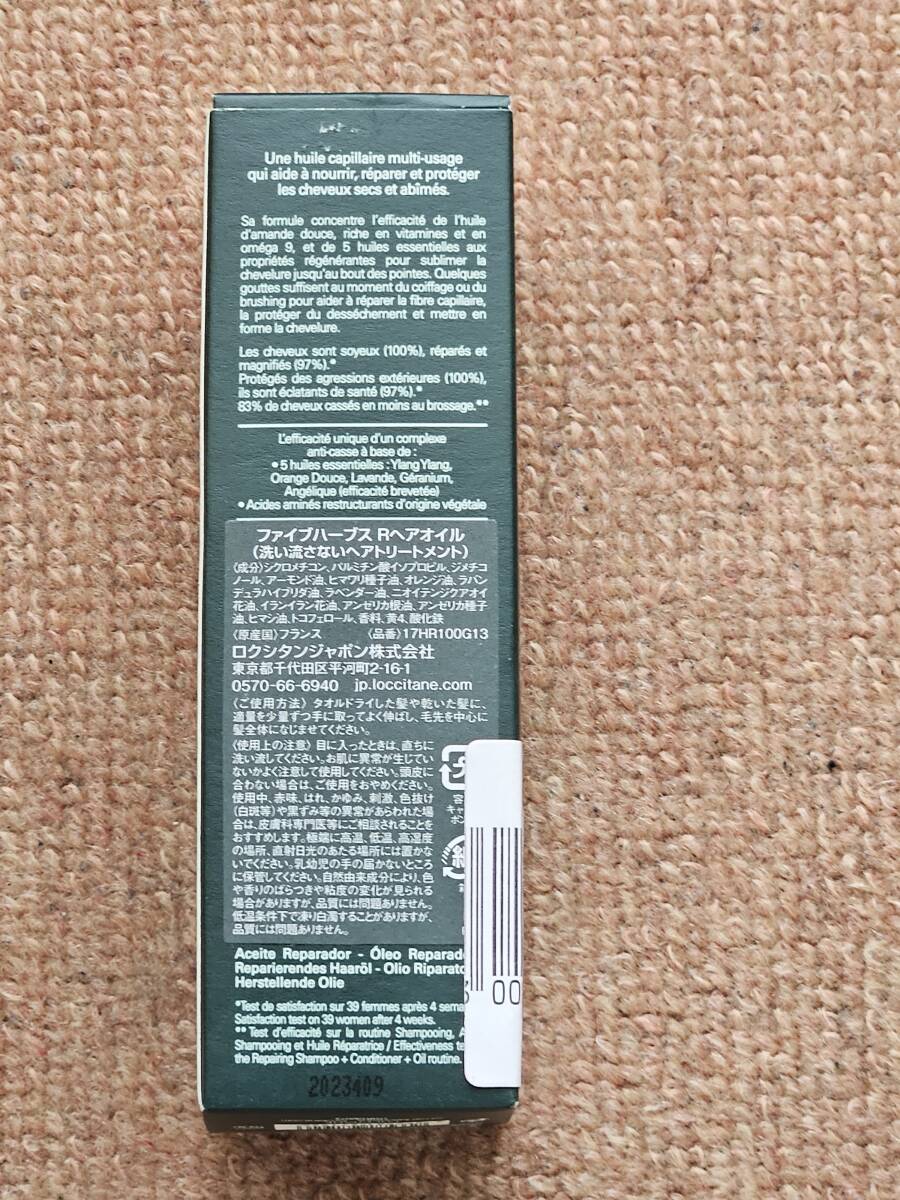 Une huile capillaire multi-usage
qui aide à nourrir, réparer et protéger
les cheveux secs et abîmés.
Sa formule concentre l'efficacité de l'huile
d'amande douce, riche en vitamines et en
oméga 9, et de 5 huiles essentielles aux
propriétés régénérantes pour sublimer la
chevelure jusqu'au bout des pointes. Quelques
gouttes suffisent au moment du coiffage ou du
brushing pour aider à réparer la fibre capillaire,
la protéger du dessèchement et mettre en
forme la chevelure.
Les cheveux sont soyeux (100%), réparés et
magnifiés (97%).*
Protégés des agressions extérieures (100%),
ils sont éclatants de santé (97%).*
83% de cheveux cassés en moins au brossage.**
L'efficacité unique d'un complexe
anti-casse à base de :
•5 huiles essentielles : Ylang Ylang,
Orange Douce, Lavande, Géranium,
Angélique (efficacité brevetée)
•Acides aminés restructurants d'origine végétale
ファイブハーブス Rヘアオイル
(洗い流さないヘアトリートメント)
〈成分〉シクロメチコン、パルミチン酸イソプロピル、ジメチコ
ノール、アーモンド油、ヒマワリ種子油、オレンジ油、ラバン
デュラハイブリダ油、ラベンダー油、ニオイテンジクアオイ
花油、イランイラン花油、アンゼリカ根油、アンゼリカ種子
油、ヒマシ油、トコフェロール、香料、黄4、酸化鉄
〈原産国〉フランス 〈品番〉17HR100G13
ロクシタンジャポン株式会社
東京都千代田区平河町2-16-1
0570-66-6940 jp.loccitane.com
〈ご使用方法〉タオルドライした髪や乾いた髪に、
適量を少量ずつ手に取ってよく伸ばし、毛先を中心に
髪全体になじませてください。
〈使用上の注意〉目に入ったときは、直ちに
洗い流してください。お肌に異常が生じてい
ないかよく注意して使用してください。頭皮に
合わない場合は、ご使用をおやめください。
使用中、赤味、はれ、かゆみ、刺激、色抜け
(白斑等)や黒ずみ等の異常があらわれた場
合は、皮膚科専門医等にご相談されることを
おすすめします。極端に高温、低温、高湿度
の場所、直射日光のあたる場所には置かな
いでください。乳幼児の手の届かないところ
に保管してください。自然由来成分により、色
や香りのばらつきや粘度の変化が見られる
場合がありますが、品質には問題ありません。
低温条件下で凍り白濁することがありますが、
品質には問題ありません。
Aceite Reparador - Óleo Reparad
Reparierendes Haaröl - Olio Riparato
Herstellende Olie
*Test de satisfaction sur 39 femmes après 4 sema
Satisfaction test on 39 women after 4 weeks.
**Test d'efficacité sur la routine Shampooing, A
Shampooing et Huile Réparatrice / Effectiveness te
the Repairing Shampoo + Conditioner + Oil routine.
00
2023409